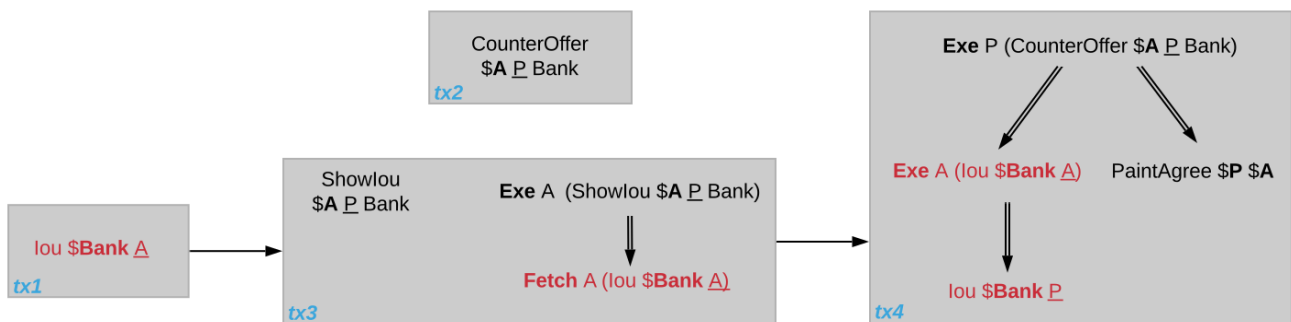 Iou $Bank A
tx1
CounterOffer
$A P Bank
tx2
ShowIou
$A P Bank
Exe A (ShowIou $A P Bank)
Fetch A (Iou $Bank A)
tx3
Exe P (CounterOffer $A P Bank)
Exe A (Iou $Bank A)
PaintAgree $P $A
Iou $Bank P
tx4